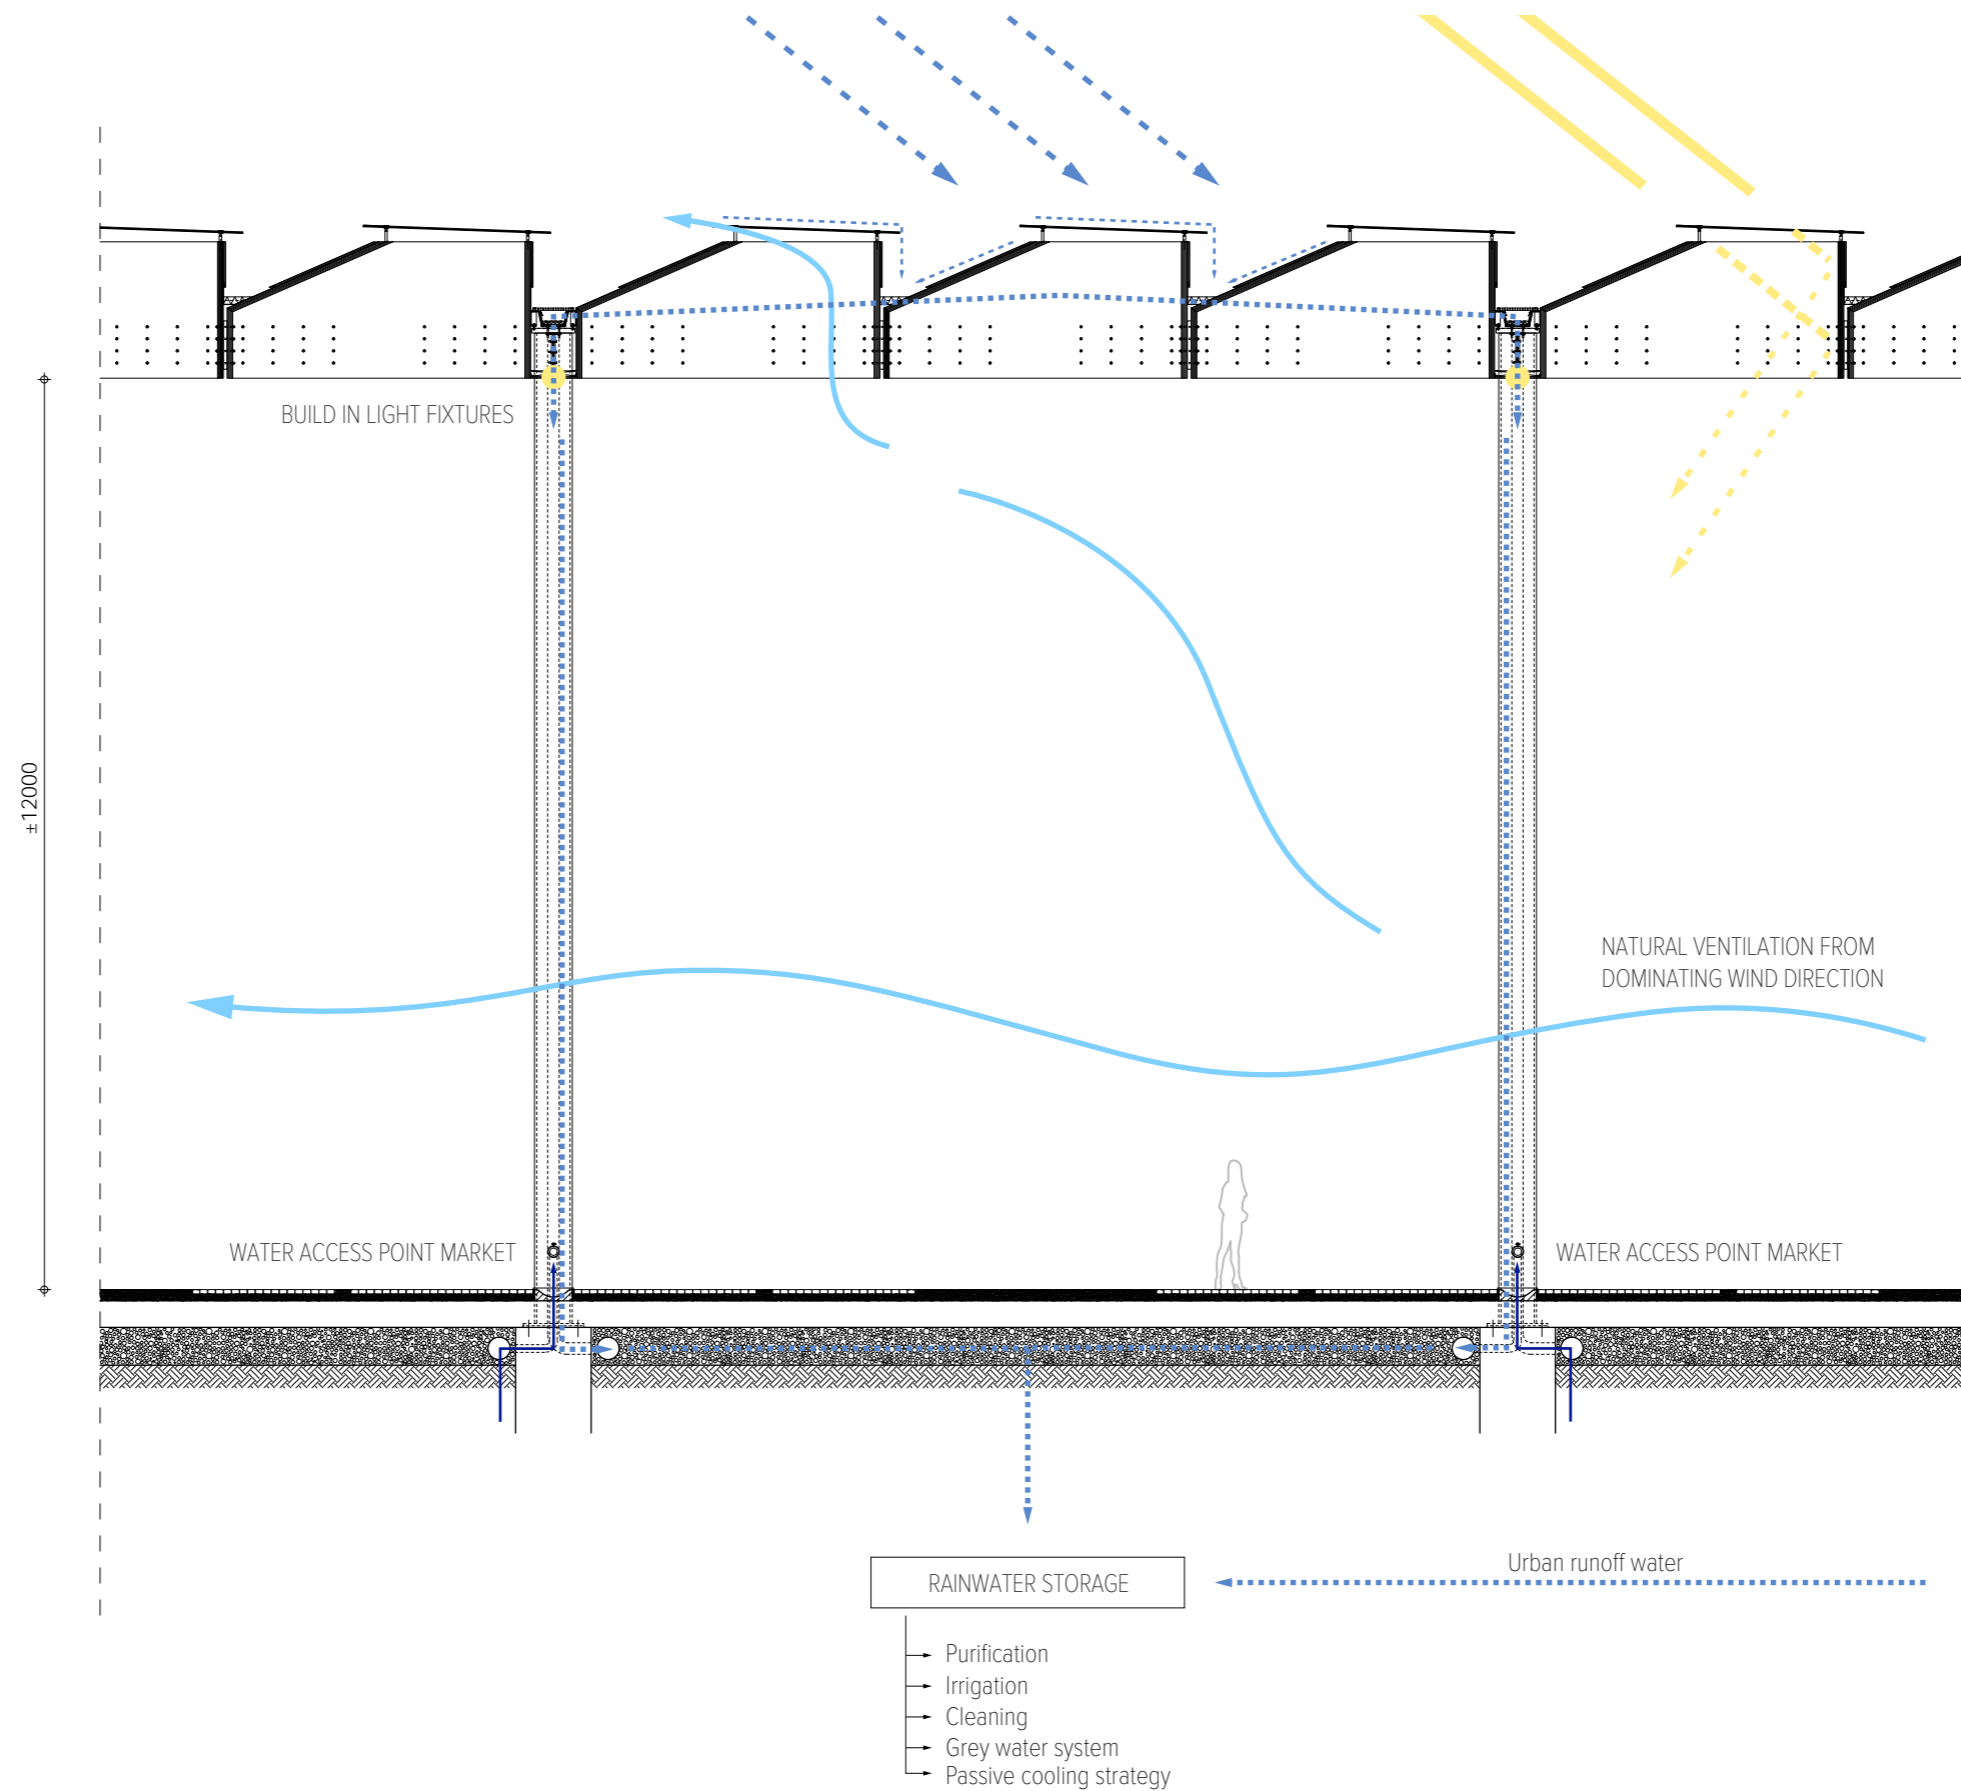 BUILD IN LIGHT FIXTURES
±12000
NATURAL VENTILATION FROM
DOMINATING WIND DIRECTION
WATER ACCESS POINT MARKET
WATER ACCESS POINT MARKET
Urban runoff water
RAINWATER STORAGE
Purification
Irrigation
Cleaning
Grey water system
Passive cooling strategy